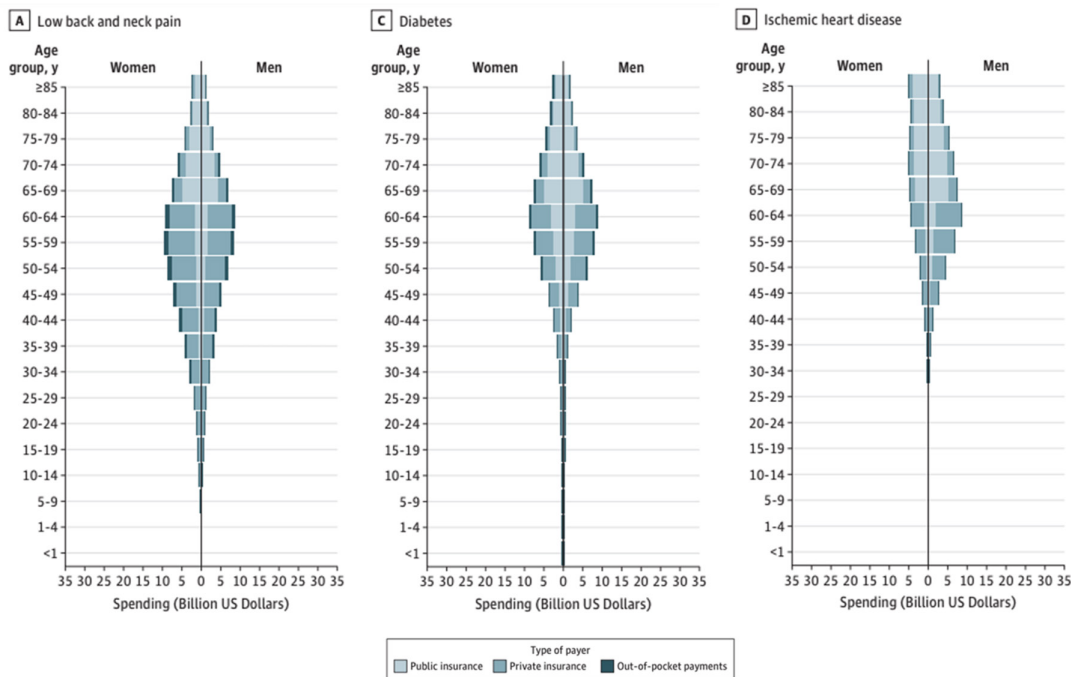 A Low back and neck pain
Age
group, y
Women
Men
≥85
80-84
75-79
70-74
65-69
60-64
55-59
50-54
45-49
40-44
35-39
30-34
25-29
20-24
15-19
10-14
5-9
1-4
<1
35 30 25 20 15 10 5 0 5 10 15 20 25 30 35
Spending (Billion US Dollars)
C Diabetes
Age
group, y
Women
Men
≥85
80-84
75-79
70-74
65-69
60-64
55-59
50-54
45-49
40-44
35-39
30-34
25-29
20-24
15-19
10-14
5-9
1-4
<1
35 30 25 20 15 10 5 0 5 10 15 20 25 30 35
Spending (Billion US Dollars)
D Ischemic heart disease
Age
group, y
Women
Men
≥85
80-84
75-79
70-74
65-69
60-64
55-59
50-54
45-49
40-44
35-39
30-34
25-29
20-24
15-19
10-14
5-9
1-4
<1
35 30 25 20 15 10 5 0 5 10 15 20 25 30 35
Spending (Billion US Dollars)
Type of payer
Public insurance Private insurance Out-of-pocket payments